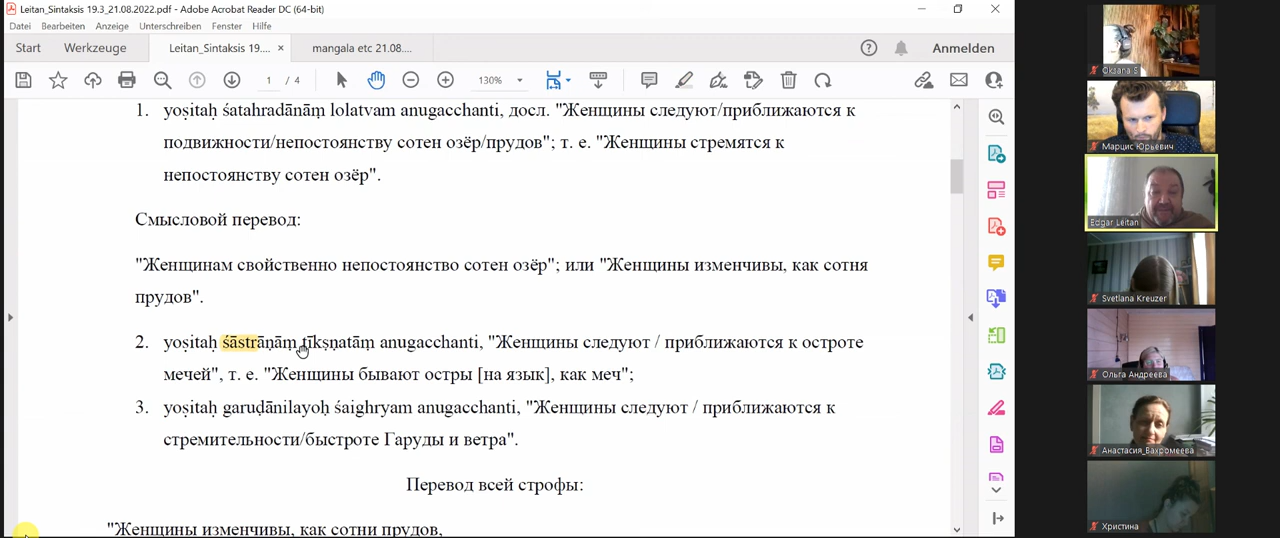 Leitan_Sintaksis 19.3_21.08.2022.pdf - Adobe Acrobat Reader DC (64-bit)
Datei Bearbeiten Anzeige Unterschreiben Fenster Hilfe
Start Werkzeuge Leitan_Sintaksis 19.... × mangala etc 21.08.... Anmelden
1 / 4 130%
1. yoṣitaḥ śatahradānāṃ lolatvam anugacchanti, досл. "Женщины следуют/приближаются к
подвижности/непостоянству сотен озёр/прудов"; т. е. "Женщины стремятся к
непостоянству сотен озёр".
Смысловой перевод:
"Женщинам свойственно непостоянство сотен озёр"; или "Женщины изменчивы, как сотня
прудов".
2. yoṣitaḥ śāstrāṇāṃ tīkṣṇatāṃ anugacchanti, "Женщины следуют / приближаются к остроте
мечей", т. е. "Женщины бывают остры [на язык], как меч";
3. yoṣitaḥ garuḍānilayoḥ śaighryam anugacchanti, "Женщины следуют / приближаются к
стремительности/быстроте Гаруды и ветра".
Перевод всей строфы:
"Женщины изменчивы, как сотни прудов,
Oksana S
Марцис Юрьевич
Edgar Leitan
Svetlana Kreuzer
Ольга Андреева
Анастасия_Вахромеева
Христина